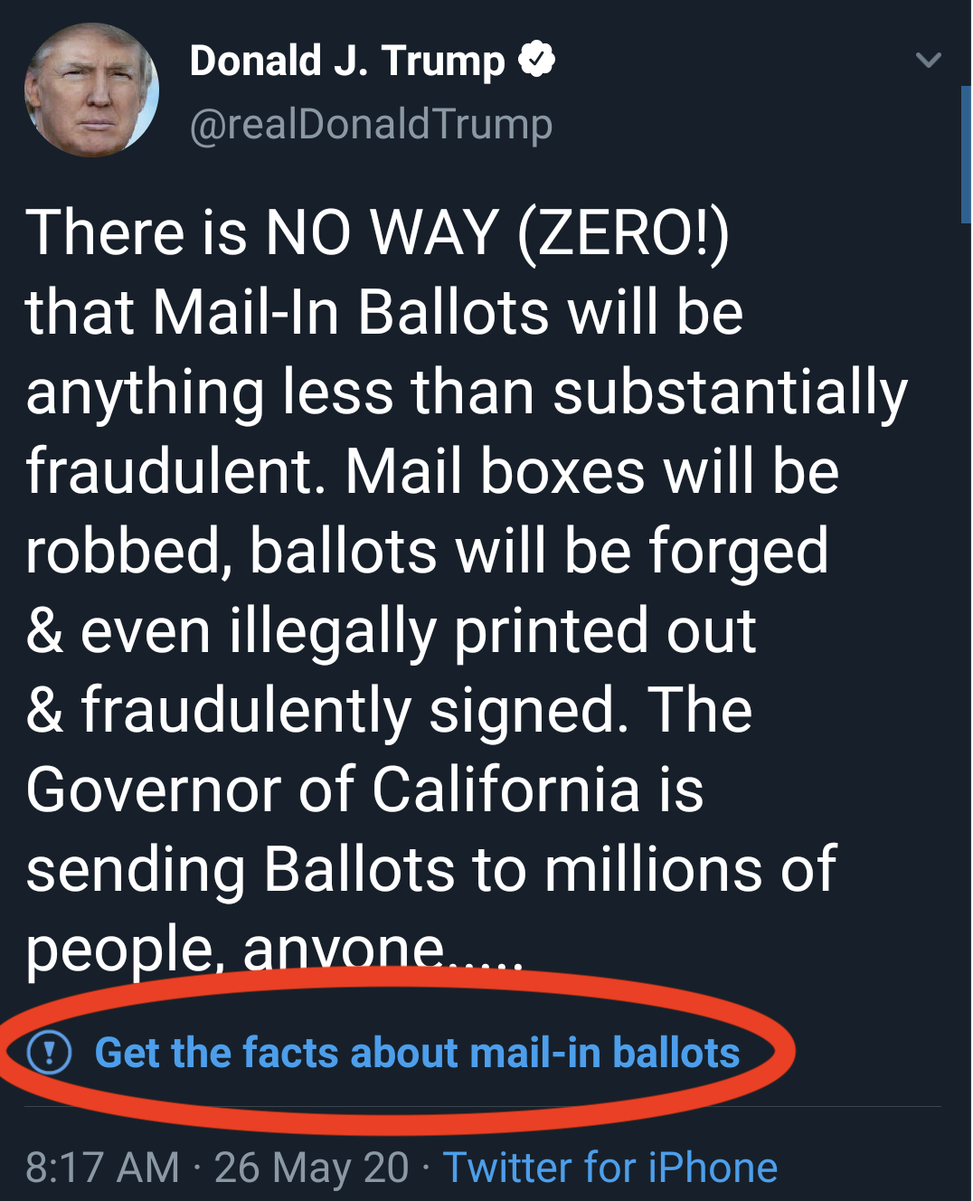 Donald J. Trump
@realDonaldTrump
There is NO WAY (ZERO!)
that Mail-In Ballots will be
anything less than substantially
fraudulent. Mail boxes will be
robbed, ballots will be forged
& even illegally printed out
& fraudulently signed. The
Governor of California is
sending Ballots to millions of
people, anyone.....
Get the facts about mail-in ballots
8:17 AM · 26 May 20 · Twitter for iPhone